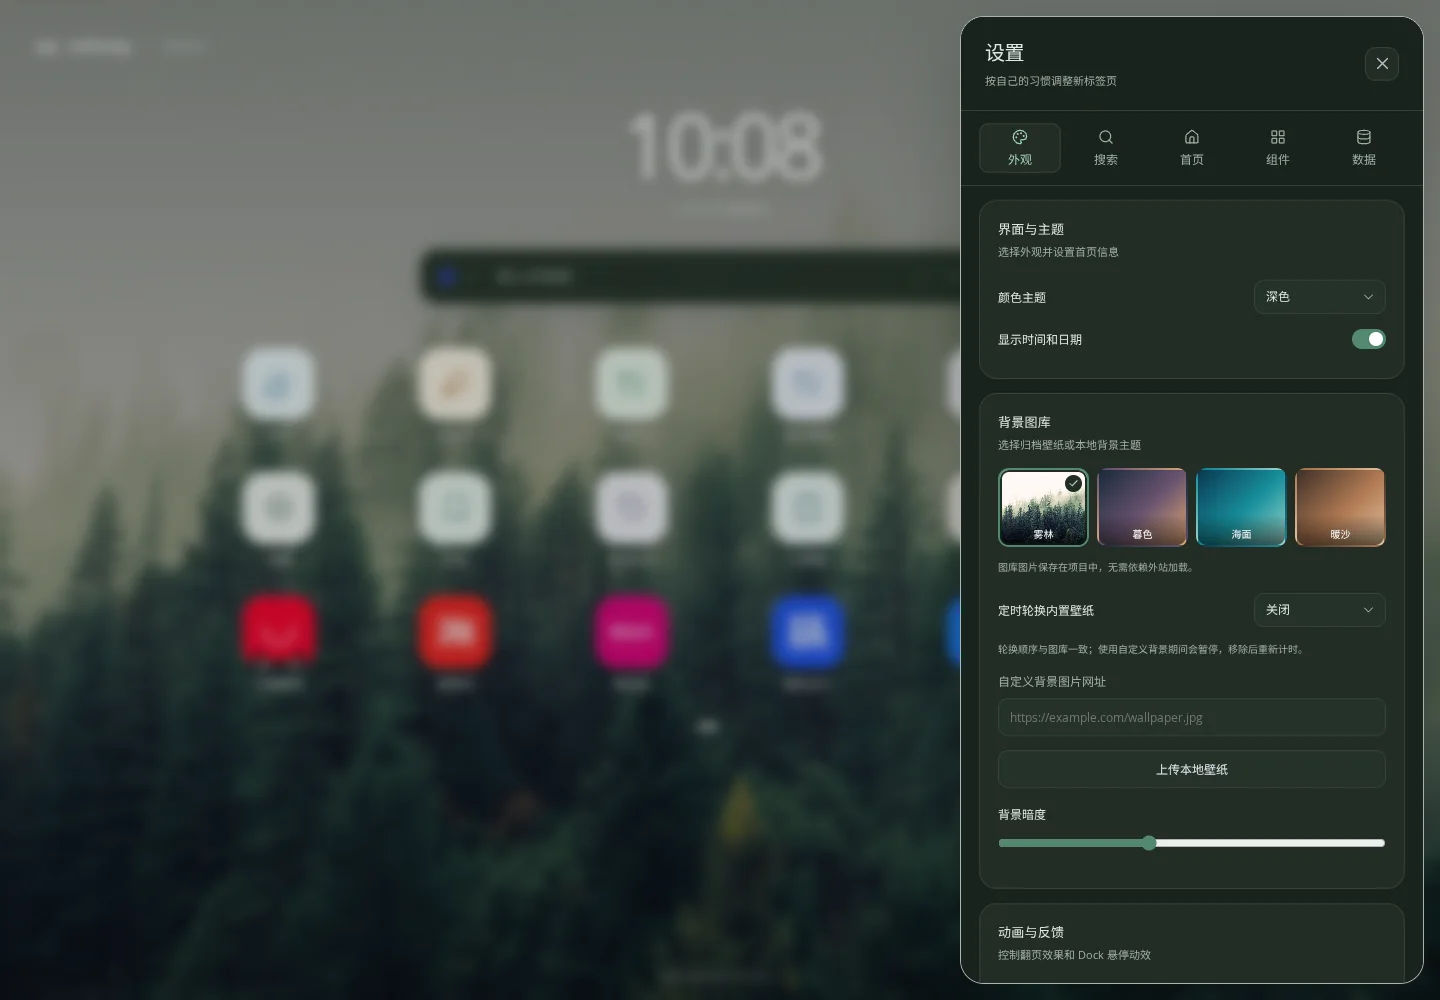 10:08
设置
按自己的习惯调整新标签页
外观
搜索
首页
组件
数据
界面与主题
选择外观并设置首页信息
颜色主题
深色
显示时间和日期
背景图库
选择归档壁纸或本地背景主题
雾林
暮色
海面
暖沙
图库图片保存在项目中，无需依赖外站加载。
定时轮换内置壁纸
关闭
轮换顺序与图库一致；使用自定义背景期间会暂停，移除后重新计时。
自定义背景图片网址
https://example.com/wallpaper.jpg
上传本地壁纸
背景暗度
动画与反馈
控制翻页效果和 Dock 悬停动效